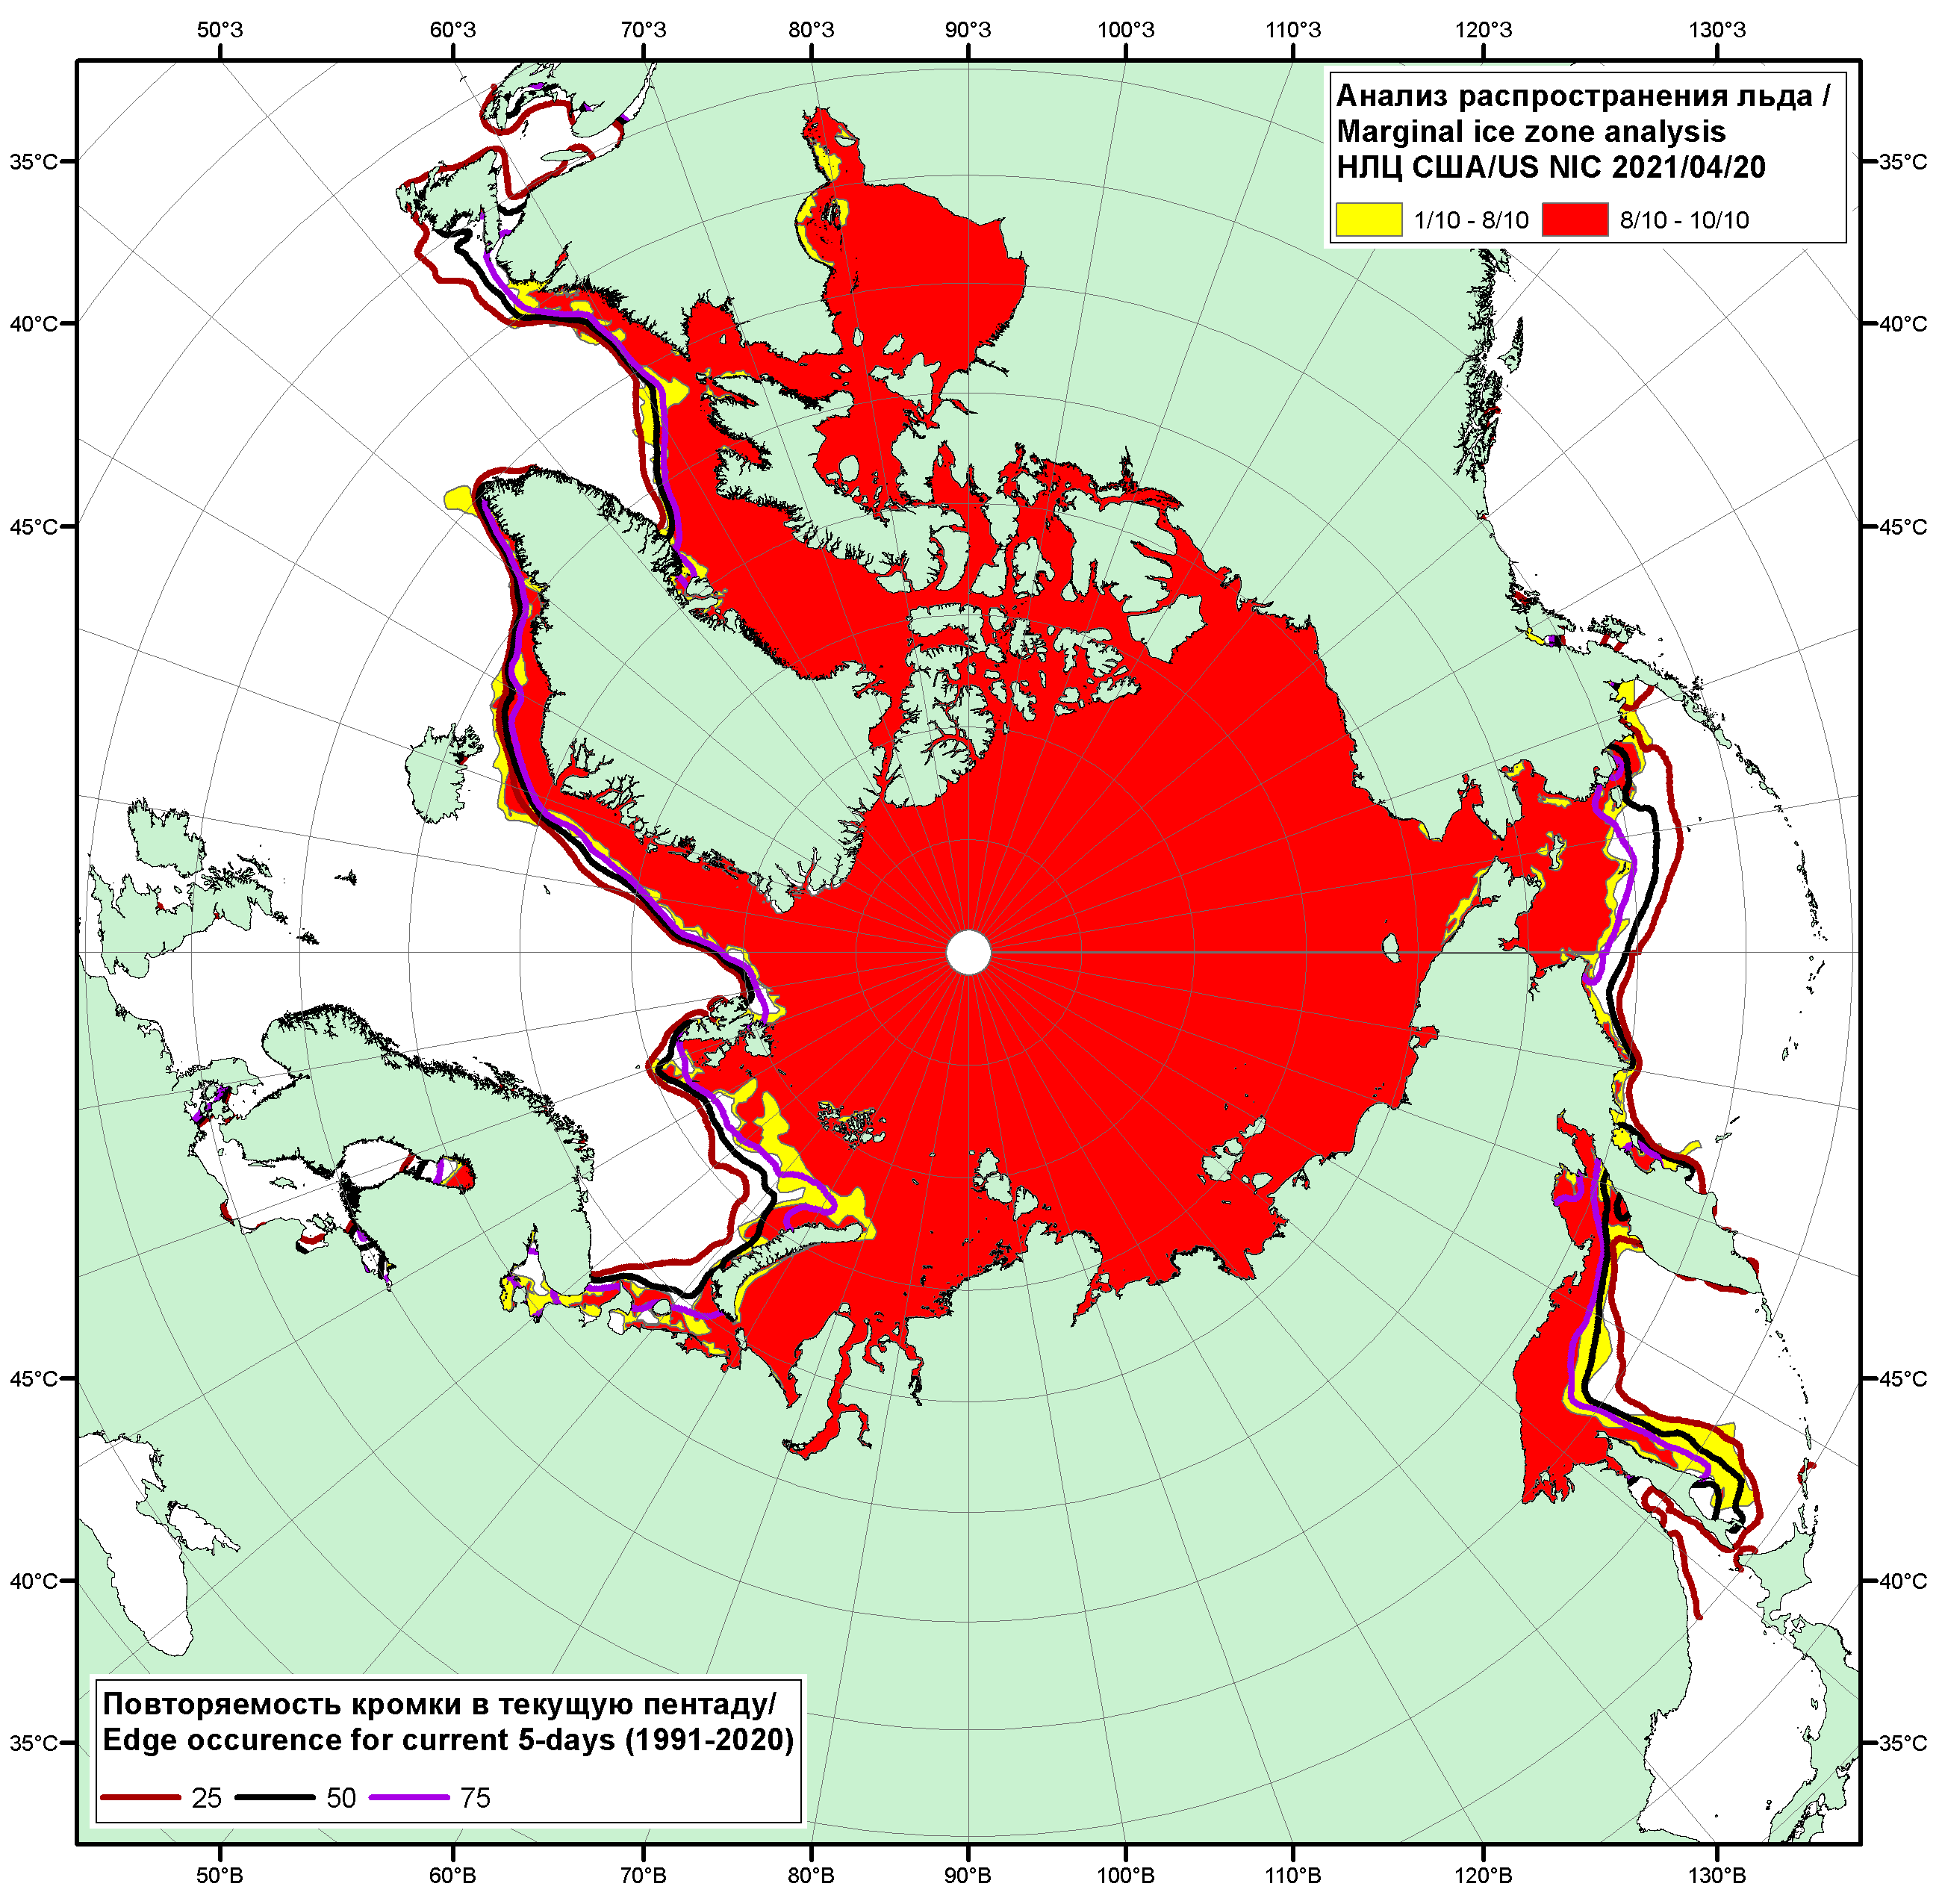 50°З 60°З 70°З 80°З 90°З 100°З 110°З 120°З 130°З
Анализ распространения льда /
Marginal ice zone analysis
НЛЦ США/US NIC 2021/04/20
1/10 - 8/10 8/10 - 10/10
35°С 35°С
40°С 40°С
45°С 45°С
45°С 45°С
40°С 40°С
35°С 35°С
Повторяемость кромки в текущую пентаду/
Edge occurence for current 5-days (1991-2020)
25 50 75
50°В 60°В 70°В 80°В 90°В 100°В 110°В 120°В 130°В